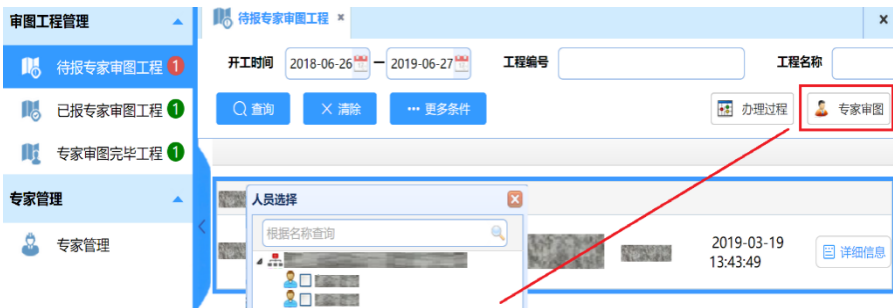 审图工程管理
待报专家审图工程 1
已报专家审图工程 1
专家审图完毕工程 1
专家管理
专家管理
待报专家审图工程 ×
x
开工时间 2018-06-26 - 2019-06-27 工程编号 工程名称
查询 清除 更多条件 办理过程 专家审图
人员选择
根据名称查询
2019-03-19
13:43:49
详细信息